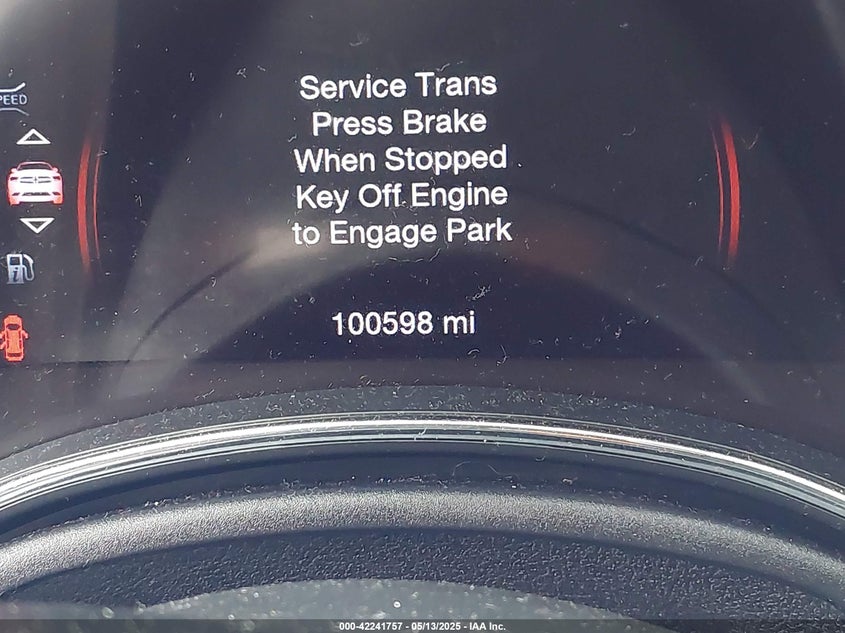 PEED
Service Trans
Press Brake
When Stopped
Key Off Engine
to Engage Park
100598 mi
000-42241757 - 05/13/2025 - IAA Inc.